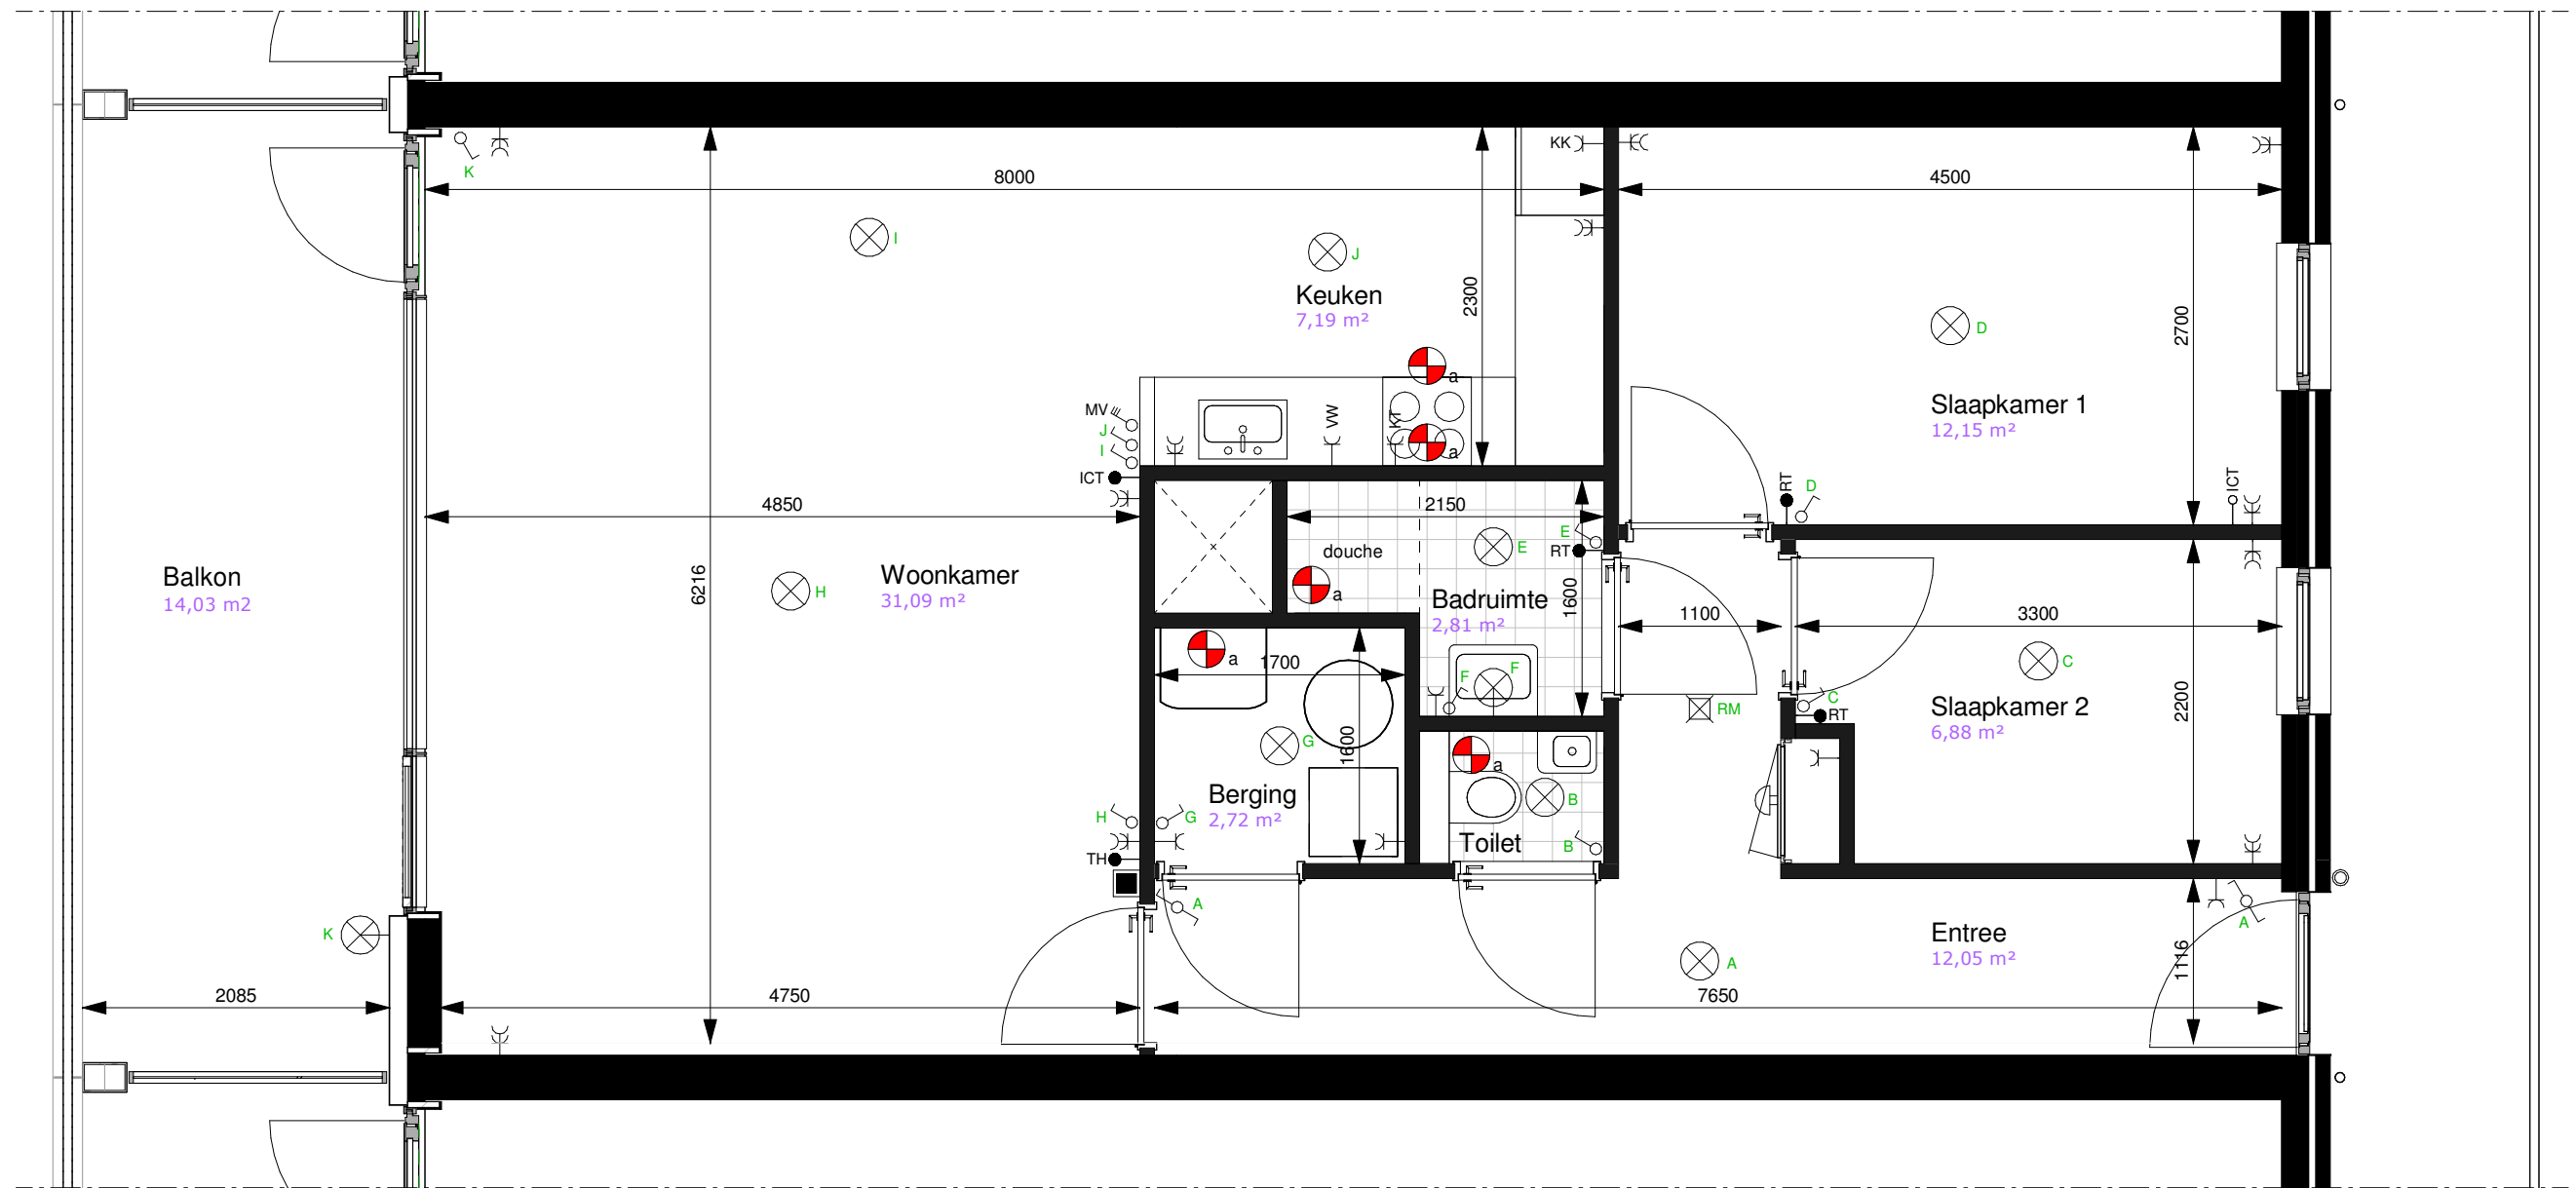 K
8000
KK
4500
I
J
Keuken
7,19 m²
2300
D
2700
Slaapkamer 1
12,15 m²
a
MV
J
I
ICT
VW
KT
a
RT
D
ICT
4850
2150
E
E
RT
douche
a
Balkon
14,03 m2
H
6216
Woonkamer
31,09 m²
Badruimte
2,81 m²
1600
1100
3300
C
a
1700
F
F
RM
C
RT
Slaapkamer 2
6,88 m²
2200
G
1600
a
Berging
2,72 m²
B
H
G
Toilet
B
TH
A
A
K
Entree
12,05 m²
A
1116
2085
4750
7650